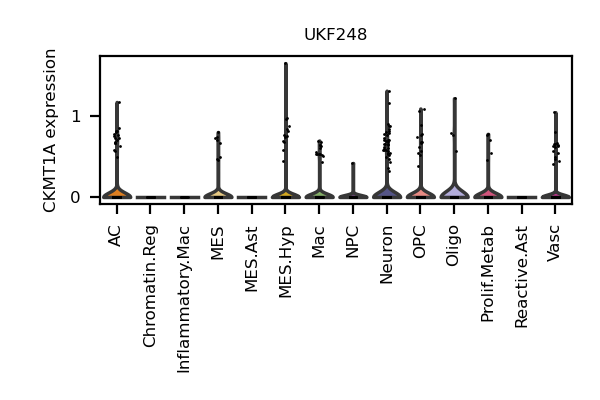 UKF248
CKMT1A expression
1
0
AC
Chromatin.Reg
Inflammatory.Mac
MES
MES.Ast
MES.Hyp
Mac
NPC
Neuron
OPC
Oligo
Prolif.Metab
Reactive.Ast
Vasc